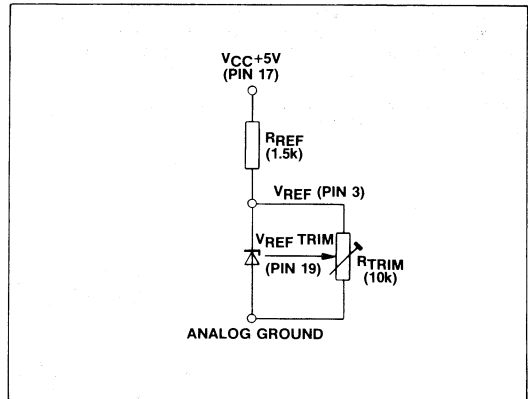 VCC+5V
(PIN 17)
RREF
(1.5k)
VREF (PIN 3)
VREF TRIM
(PIN 19)
RTRIM
(10k)
ANALOG GROUND